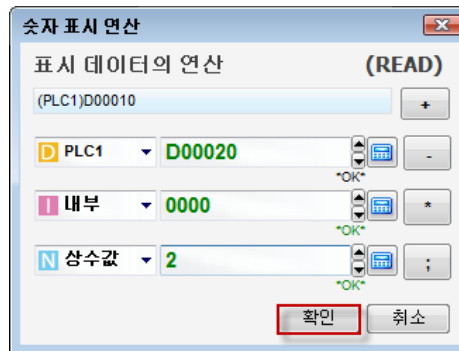 숫자 표시 연산
표시 데이터의 연산 (READ)
(PLC1)D00010 +
D PLC1 D00020 -
*OK*
I 내부 0000 *
*OK*
N 상수값 2 ;
*OK*
확인 취소